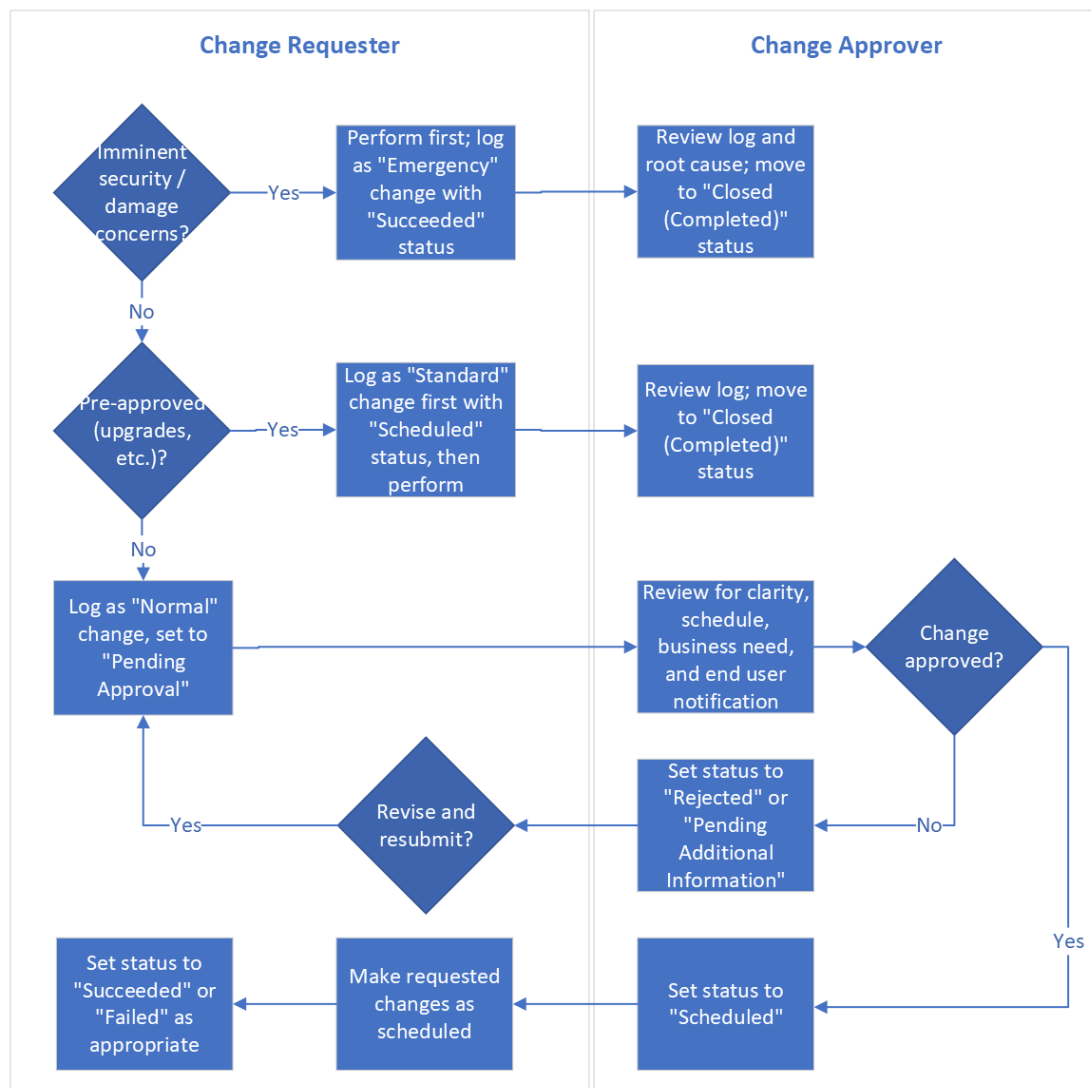 Change Requester
Change Approver
Imminent
security /
damage
concerns?
Yes
Perform first; log
as "Emergency"
change with
"Succeeded"
status
Review log and
root cause; move
to "Closed
(Completed)"
status
No
Pre-approved
(upgrades,
etc.)?
Yes
Log as "Standard"
change first with
"Scheduled"
status, then
perform
Review log; move
to "Closed
(Completed)"
status
No
Log as "Normal"
change, set to
"Pending
Approval"
Review for clarity,
schedule,
business need,
and end user
notification
Change
approved?
Yes
Revise and
resubmit?
Set status to
"Rejected" or
"Pending
Additional
Information"
No
Yes
Set status to
"Succeeded" or
"Failed" as
appropriate
Make requested
changes as
scheduled
Set status to
"Scheduled"